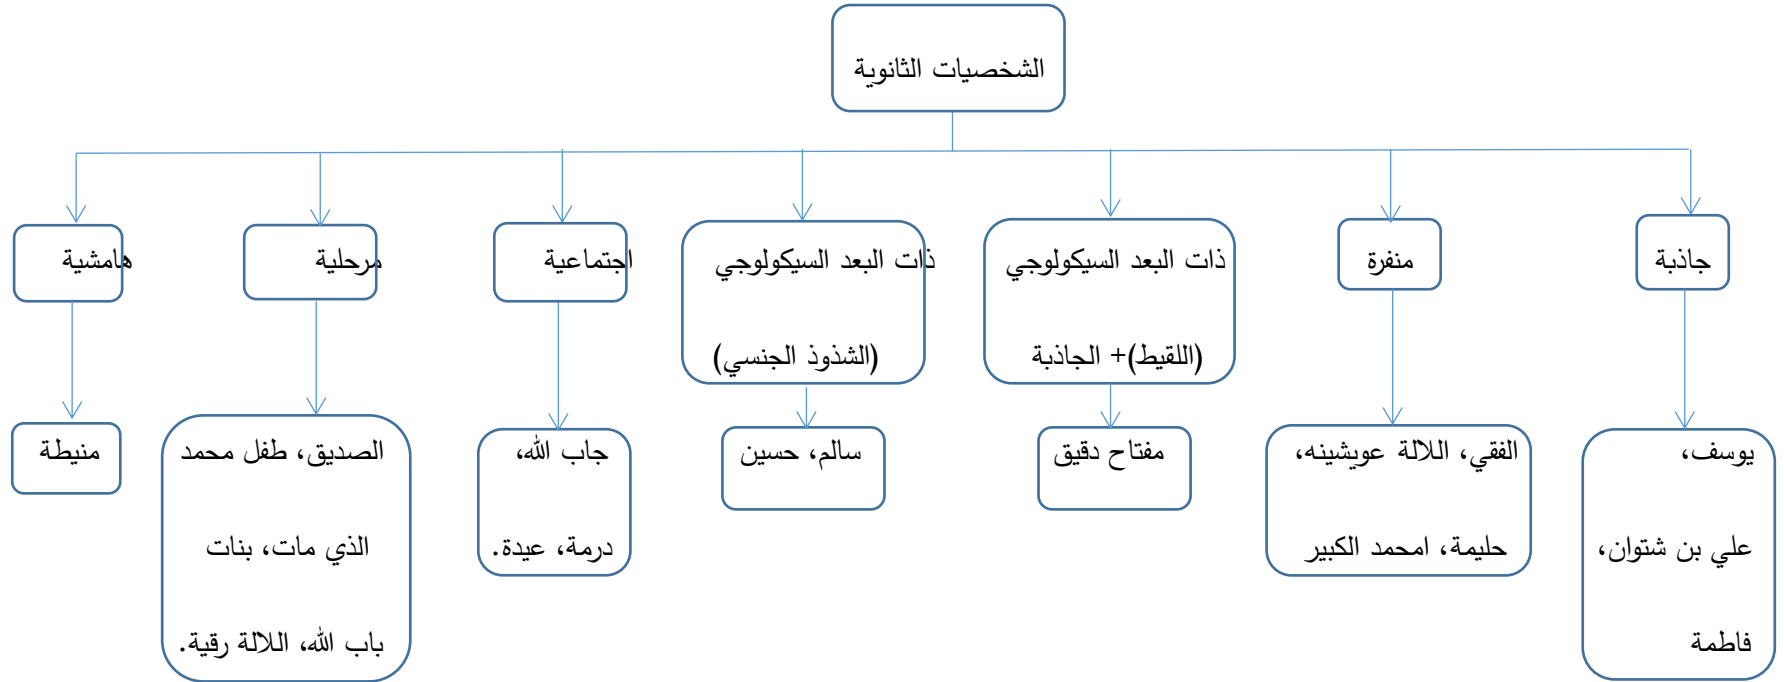 الشخصيات الثانوية
جاذبة
منفرة
ذات البعد السيكولوجي
(اللقيط)+ الجاذبة
ذات البعد السيكولوجي
(الشذوذ الجنسي)
اجتماعية
مرحلية
هامشية
يوسف،
علي بن شتوان،
فاطمة
الفقي، اللالة عويشينه،
حليمة، امحمد الكبير
مفتاح دقيق
سالم، حسين
جاب الله،
درمة، عيدة.
الصديق، طفل محمد
الذي مات، بنات
باب الله، اللالة رقية.
منيطة